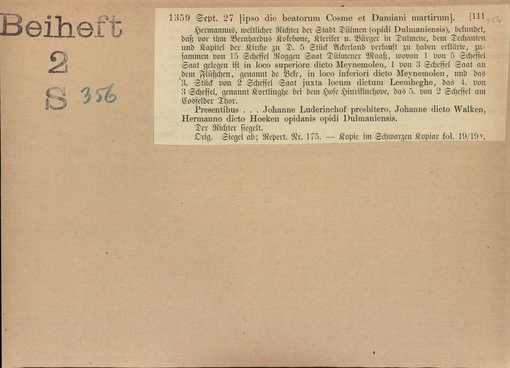 Beiheft
2
S 356
1359 Sept. 27 [ipso die beatorum Cosme et Damiani martirum]. [111
356
Hermannus, weltlicher Richter der Stadt Dülmen (opidi Dulmaniensis), bekundet,
daß vor ihm Bernhardus Kokebone, Kleriker u. Bürger in Dulmene, dem Dechanten
und Kapitel der Kirche zu D. 5 Stück Ackerland verkauft zu haben erklärte, zu-
sammen von 15 Scheffel Roggen Saat Dülmener Maaß, wovon 1 von 5 Scheffel
Saat gelegen ist in loco superiore dicto Meynemolen, 1 von 3 Scheffel Saat an
dem Flüßchen, genannt de Beke, in loco inferiori dicto Meynemolen, und das
3. Stück von 2 Scheffel Saat juxta locum dictum Leemheghe, das 4. von
3 Scheffel, genannt Kortlinghe bei dem Hofe Hinrikinchove, das 5. von 2 Scheffel am
Cosfelder Thor.
Presentibus . . . Johanne Luderinchof presbitero, Johanne dicto Walken,
Hermanno dicto Hoeken opidanis opidi Dulmaniensis.
Der Richter siegelt.
Orig. Siegel ab; Repert. Nr. 175. — Kopie im Schwarzen Kopiar fol. 19/19v.